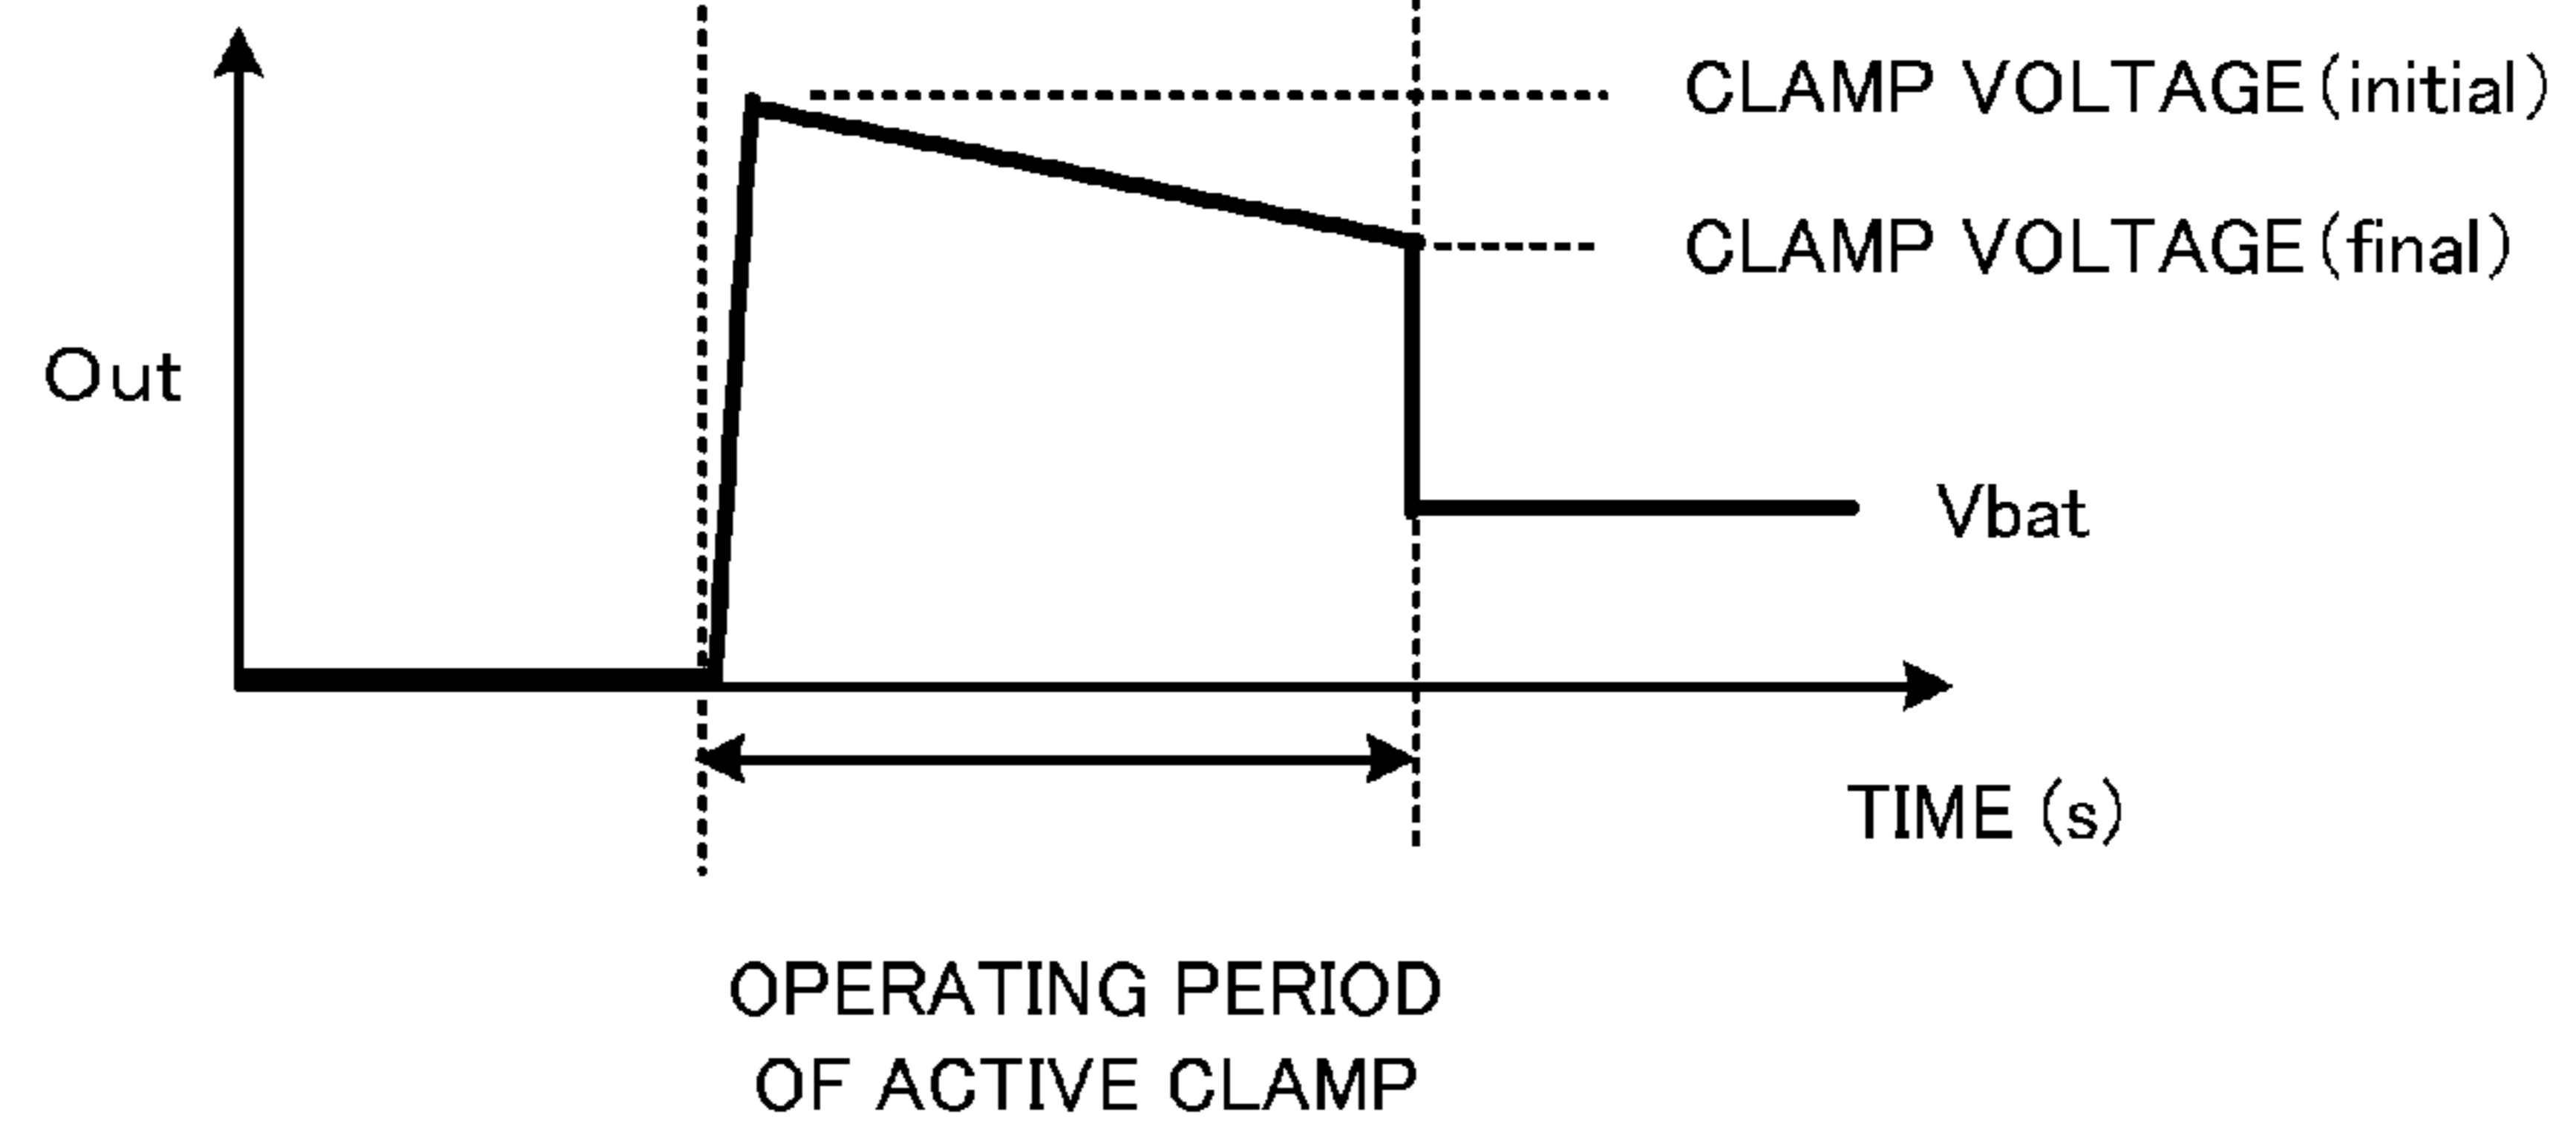 CLAMP VOLTAGE (initial)
CLAMP VOLTAGE (final)
Out
Vbat
TIME (s)
OPERATING PERIOD
OF ACTIVE CLAMP